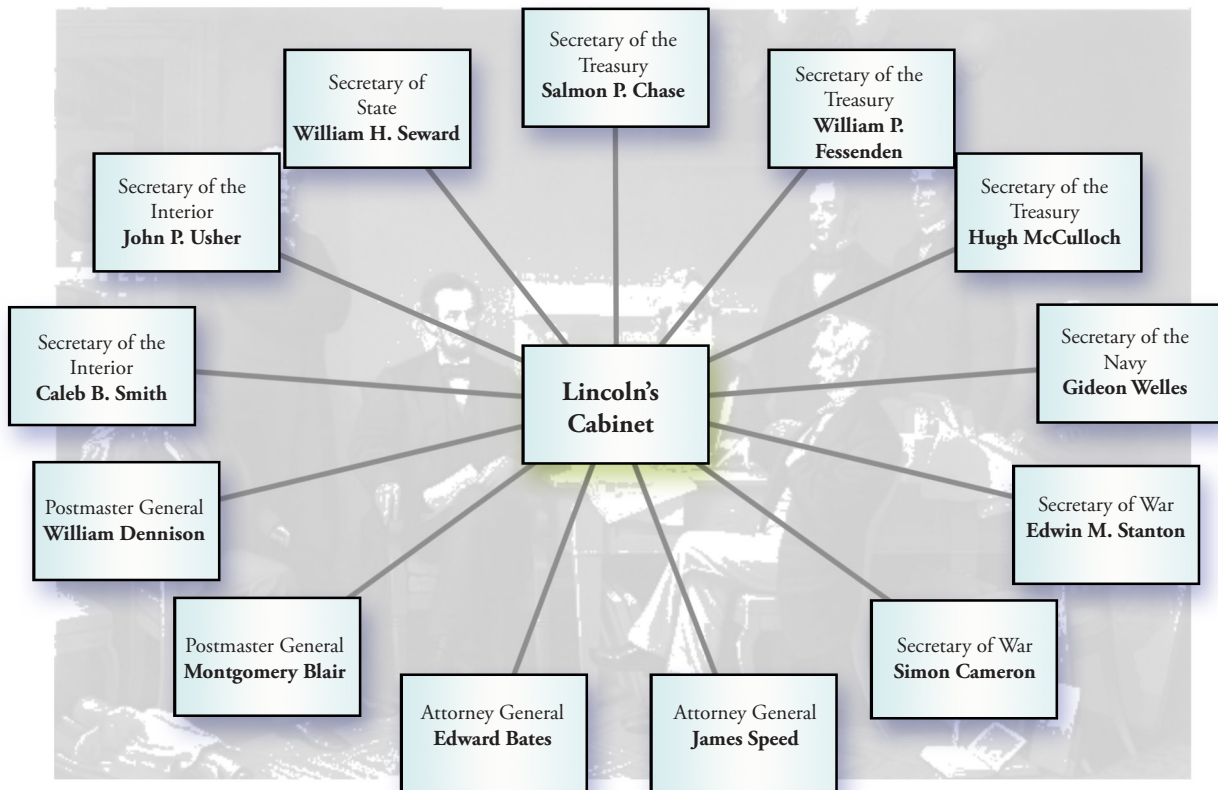 Secretary of the
Treasury
Salmon P. Chase
Secretary of
State
William H. Seward
Secretary of the
Treasury
William P.
Fessenden
Secretary of the
Interior
John P. Usher
Secretary of the
Treasury
Hugh McCulloch
Secretary of the
Interior
Caleb B. Smith
Lincoln's
Cabinet
Secretary of the
Navy
Gideon Welles
Postmaster General
William Dennison
Secretary of War
Edwin M. Stanton
Postmaster General
Montgomery Blair
Secretary of War
Simon Cameron
Attorney General
Edward Bates
Attorney General
James Speed